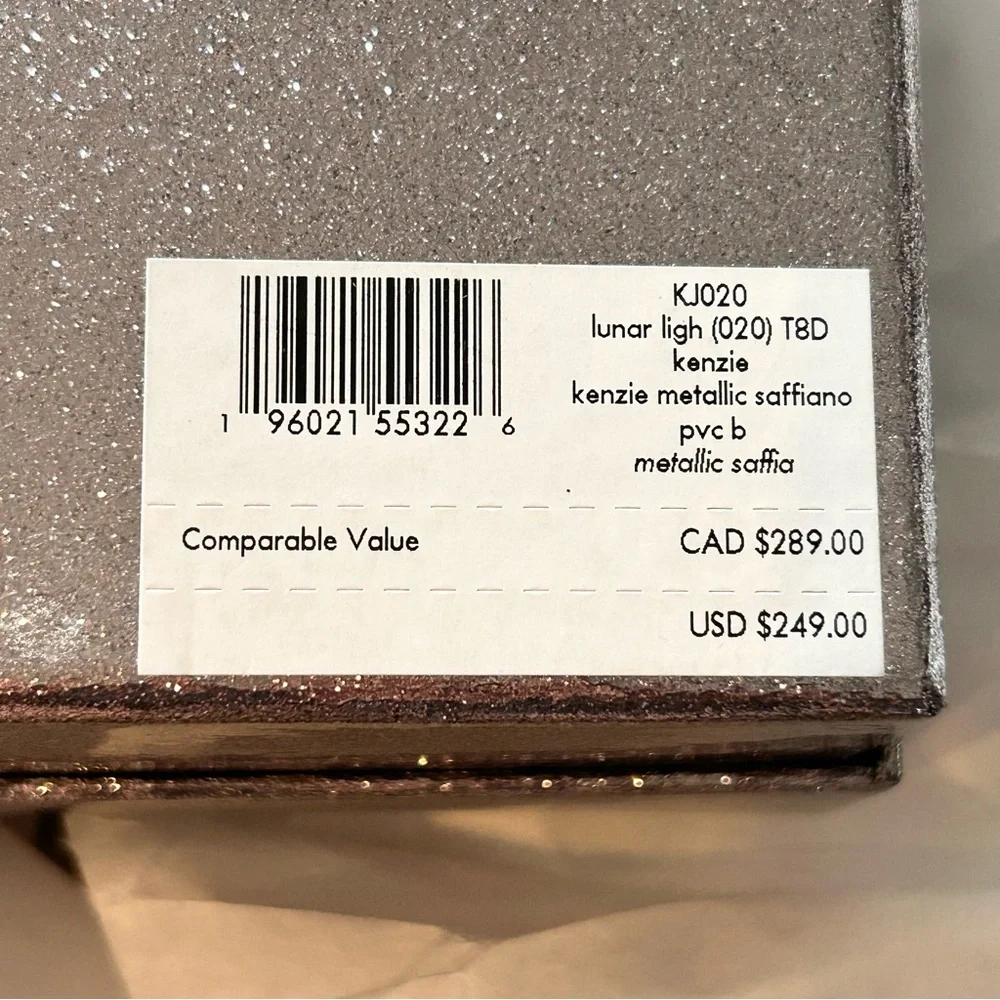 1 96021 55322 6
KJ020
lunar ligh (020) T8D
kenzie
kenzie metallic saffiano
pvc b
metallic saffia
Comparable Value CAD $289.00
USD $249.00